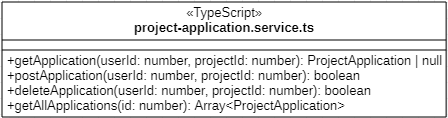 «TypeScript»
project-application.service.ts
+getApplication(userId: number, projectId: number): ProjectApplication | null
+postApplication(userId: number, projectId: number): boolean
+deleteApplication(userId: number, projectId: number): boolean
+getAllApplications(id: number): Array<ProjectApplication>